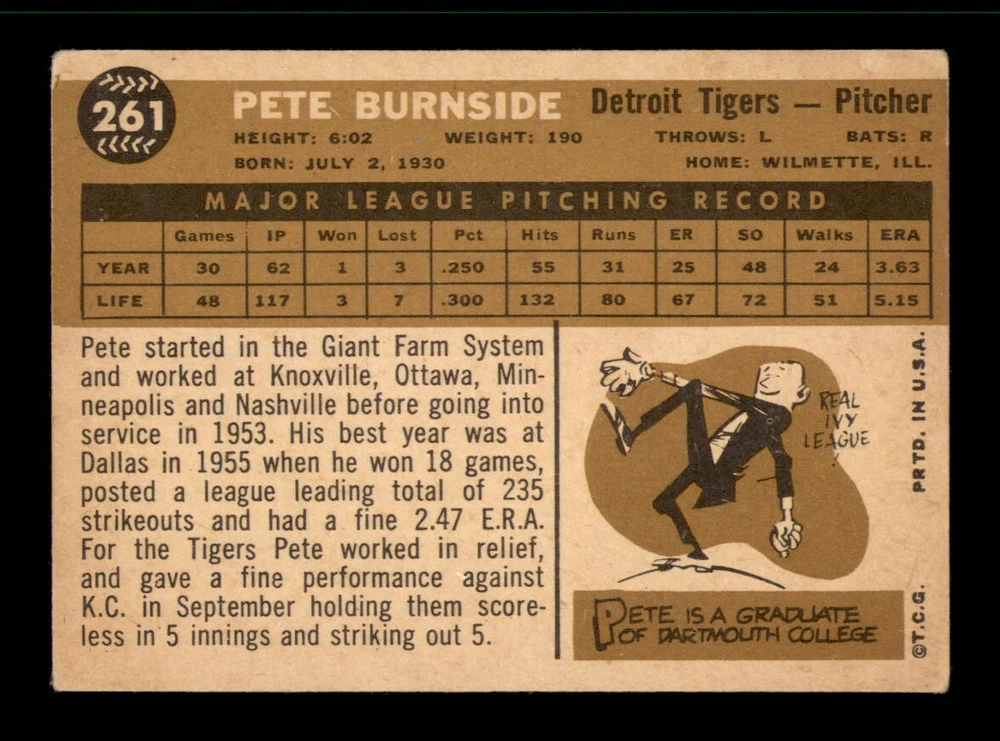 261
PETE BURNSIDE Detroit Tigers — Pitcher
HEIGHT: 6:02 WEIGHT: 190 THROWS: L BATS: R
BORN: JULY 2, 1930 HOME: WILMETTE, ILL.
MAJOR LEAGUE PITCHING RECORD
Games IP Won Lost Pct Hits Runs ER SO Walks ERA
YEAR 30 62 1 3 .250 55 31 25 48 24 3.63
LIFE 48 117 3 7 .300 132 80 67 72 51 5.15
Pete started in the Giant Farm System
and worked at Knoxville, Ottawa, Min-
neapolis and Nashville before going into
service in 1953. His best year was at
Dallas in 1955 when he won 18 games,
posted a league leading total of 235
strikeouts and had a fine 2.47 E.R.A.
For the Tigers Pete worked in relief,
and gave a fine performance against
K.C. in September holding them score-
less in 5 innings and striking out 5.
REAL
IVY
LEAGUE
!
PETE IS A GRADUATE
OF DARTMOUTH COLLEGE
©T.C.G. PRTD. IN U.S.A.